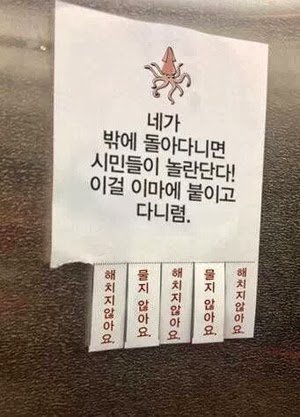 네가
밖에 돌아다니면
시민들이 놀란단다!
이걸 이마에 붙이고
다니렴.
해치지않아요.
물지 않아요.
해치지않아요.
물지 않아요.
해치지않아요.